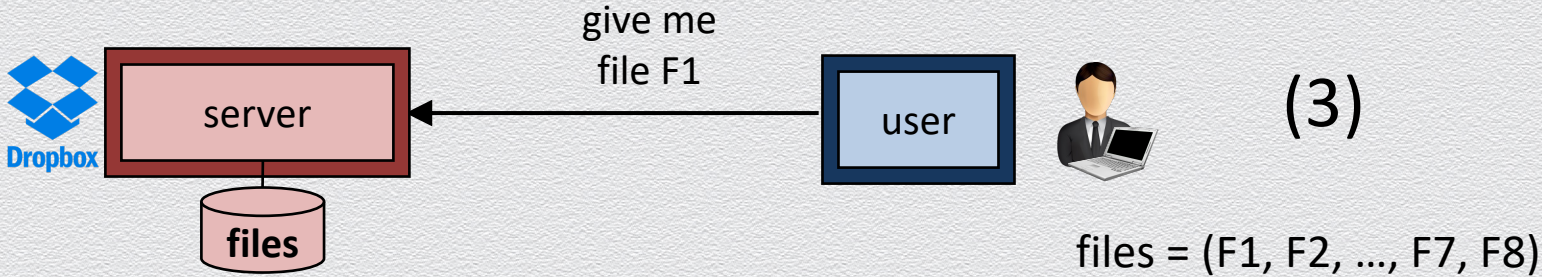 give me
file F1
server
user
(3)
Dropbox
files
files = (F1, F2, ..., F7, F8)